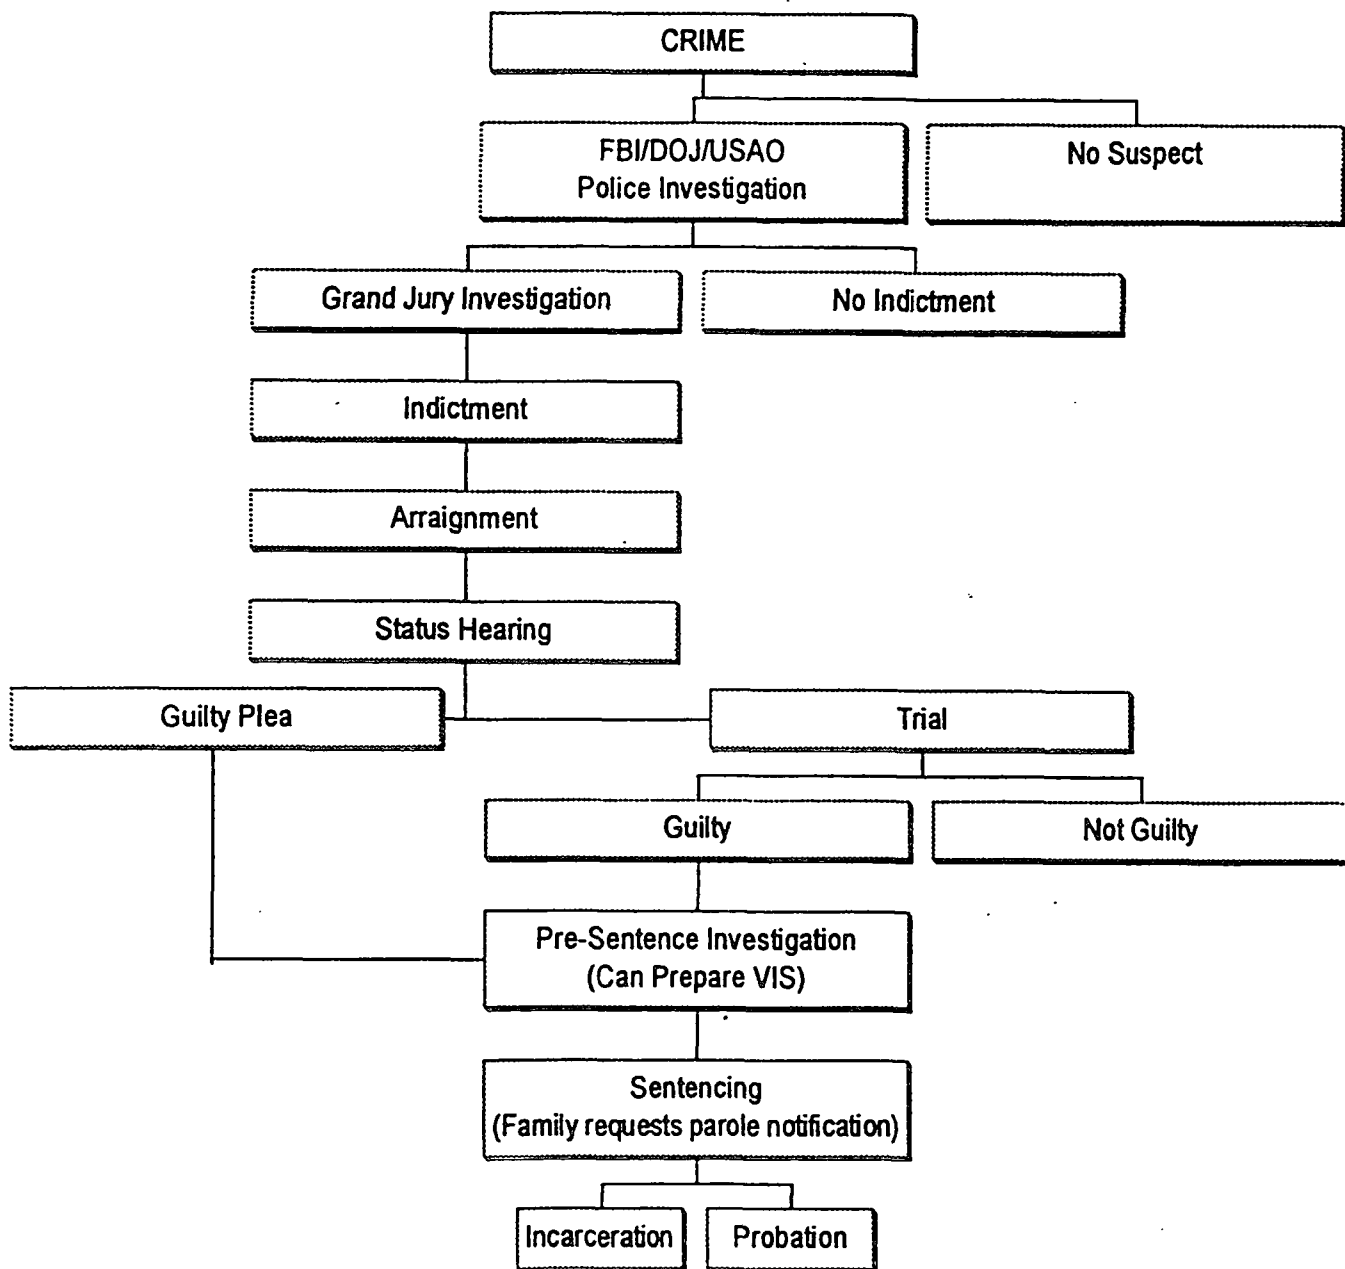 CRIME
FBI/DOJ/USAO
Police Investigation
No Suspect
Grand Jury Investigation
No Indictment
Indictment
Arraignment
Status Hearing
Guilty Plea
Trial
Guilty
Not Guilty
Pre-Sentence Investigation
(Can Prepare VIS)
Sentencing
(Family requests parole notification)
Incarceration
Probation